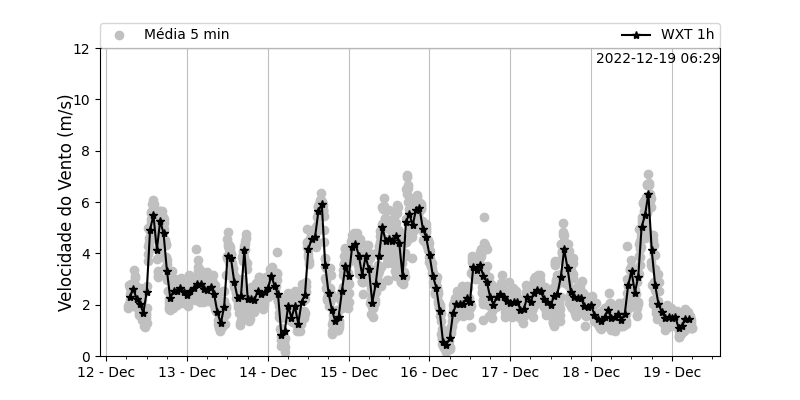 Média 5 min
WXT 1h
2022-12-19 06:29
Velocidade do Vento (m/s)
12
10
8
6
4
2
0
12 - Dec
13 - Dec
14 - Dec
15 - Dec
16 - Dec
17 - Dec
18 - Dec
19 - Dec